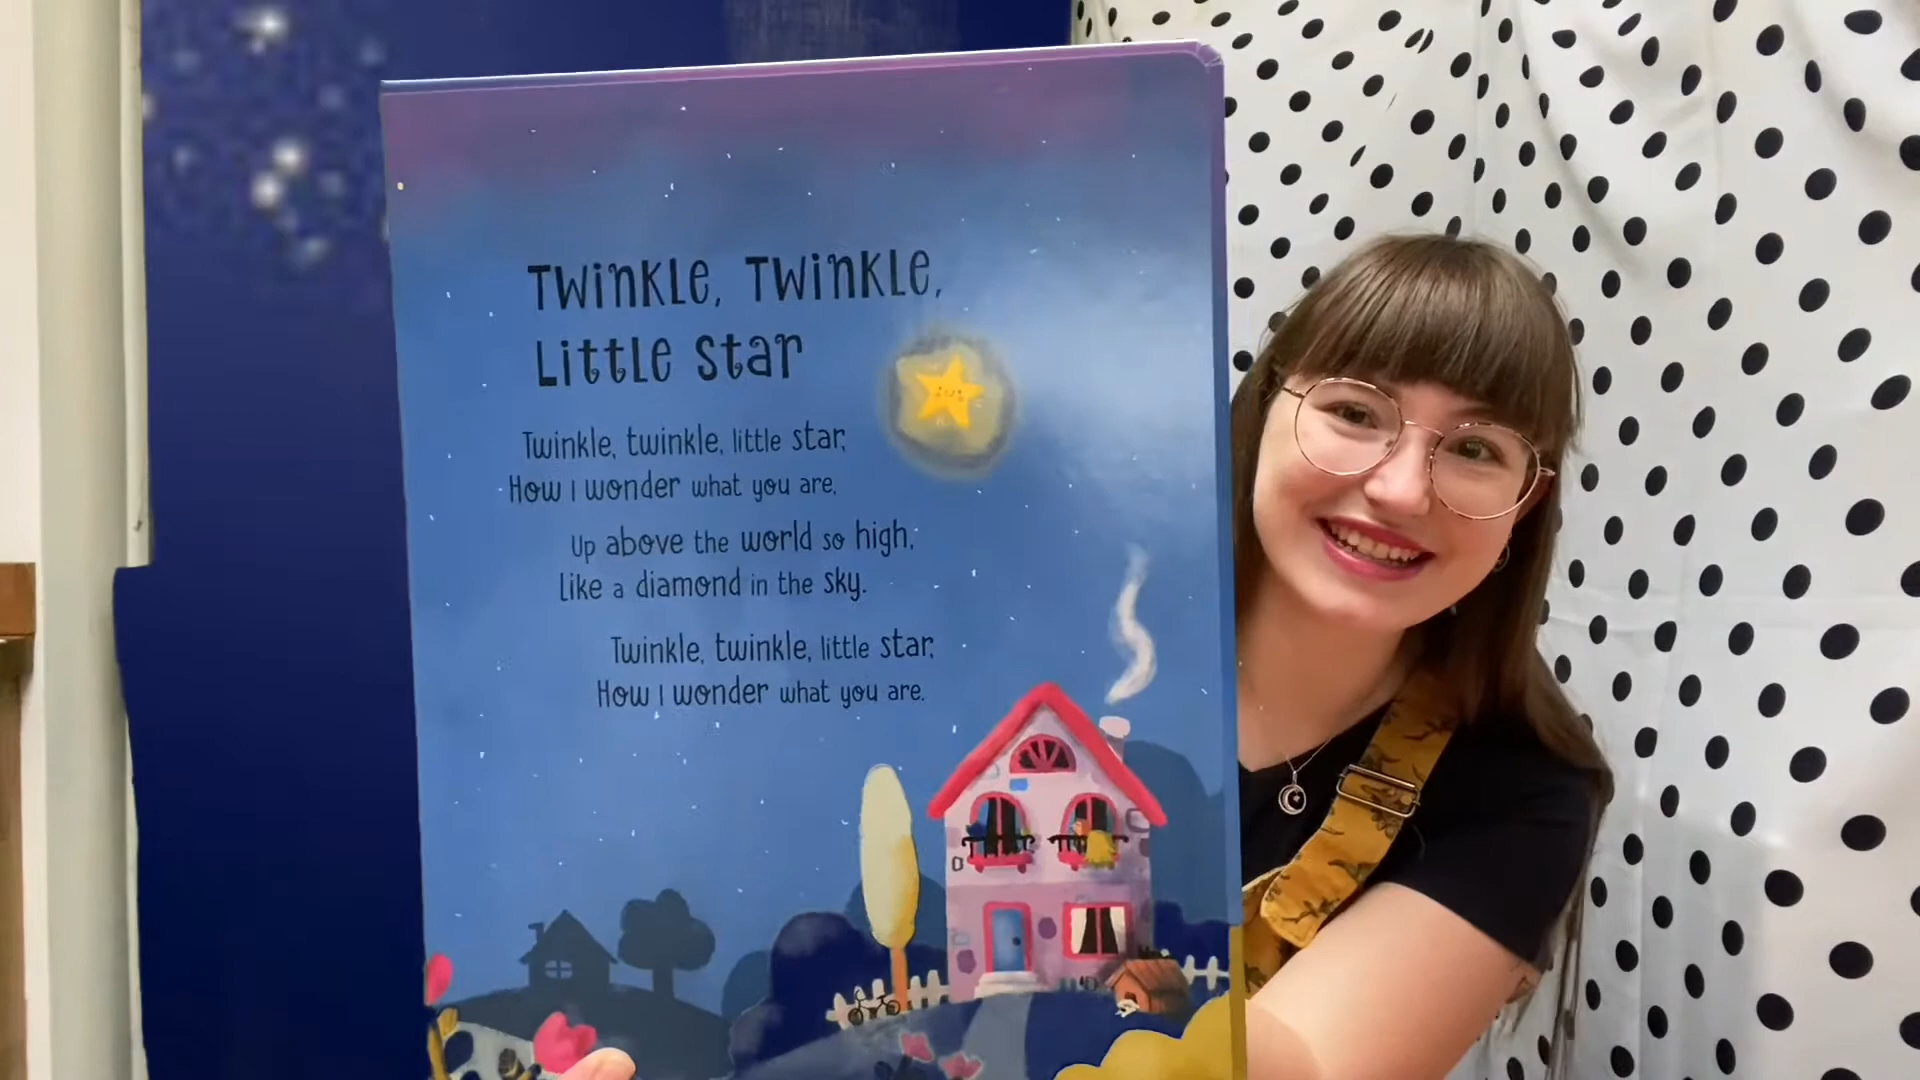 Twinkle, Twinkle,
Little Star
Twinkle, twinkle, little star,
How I wonder what you are,
Up above the world so high,
Like a diamond in the sky.
Twinkle, twinkle, little star,
How I wonder what you are.